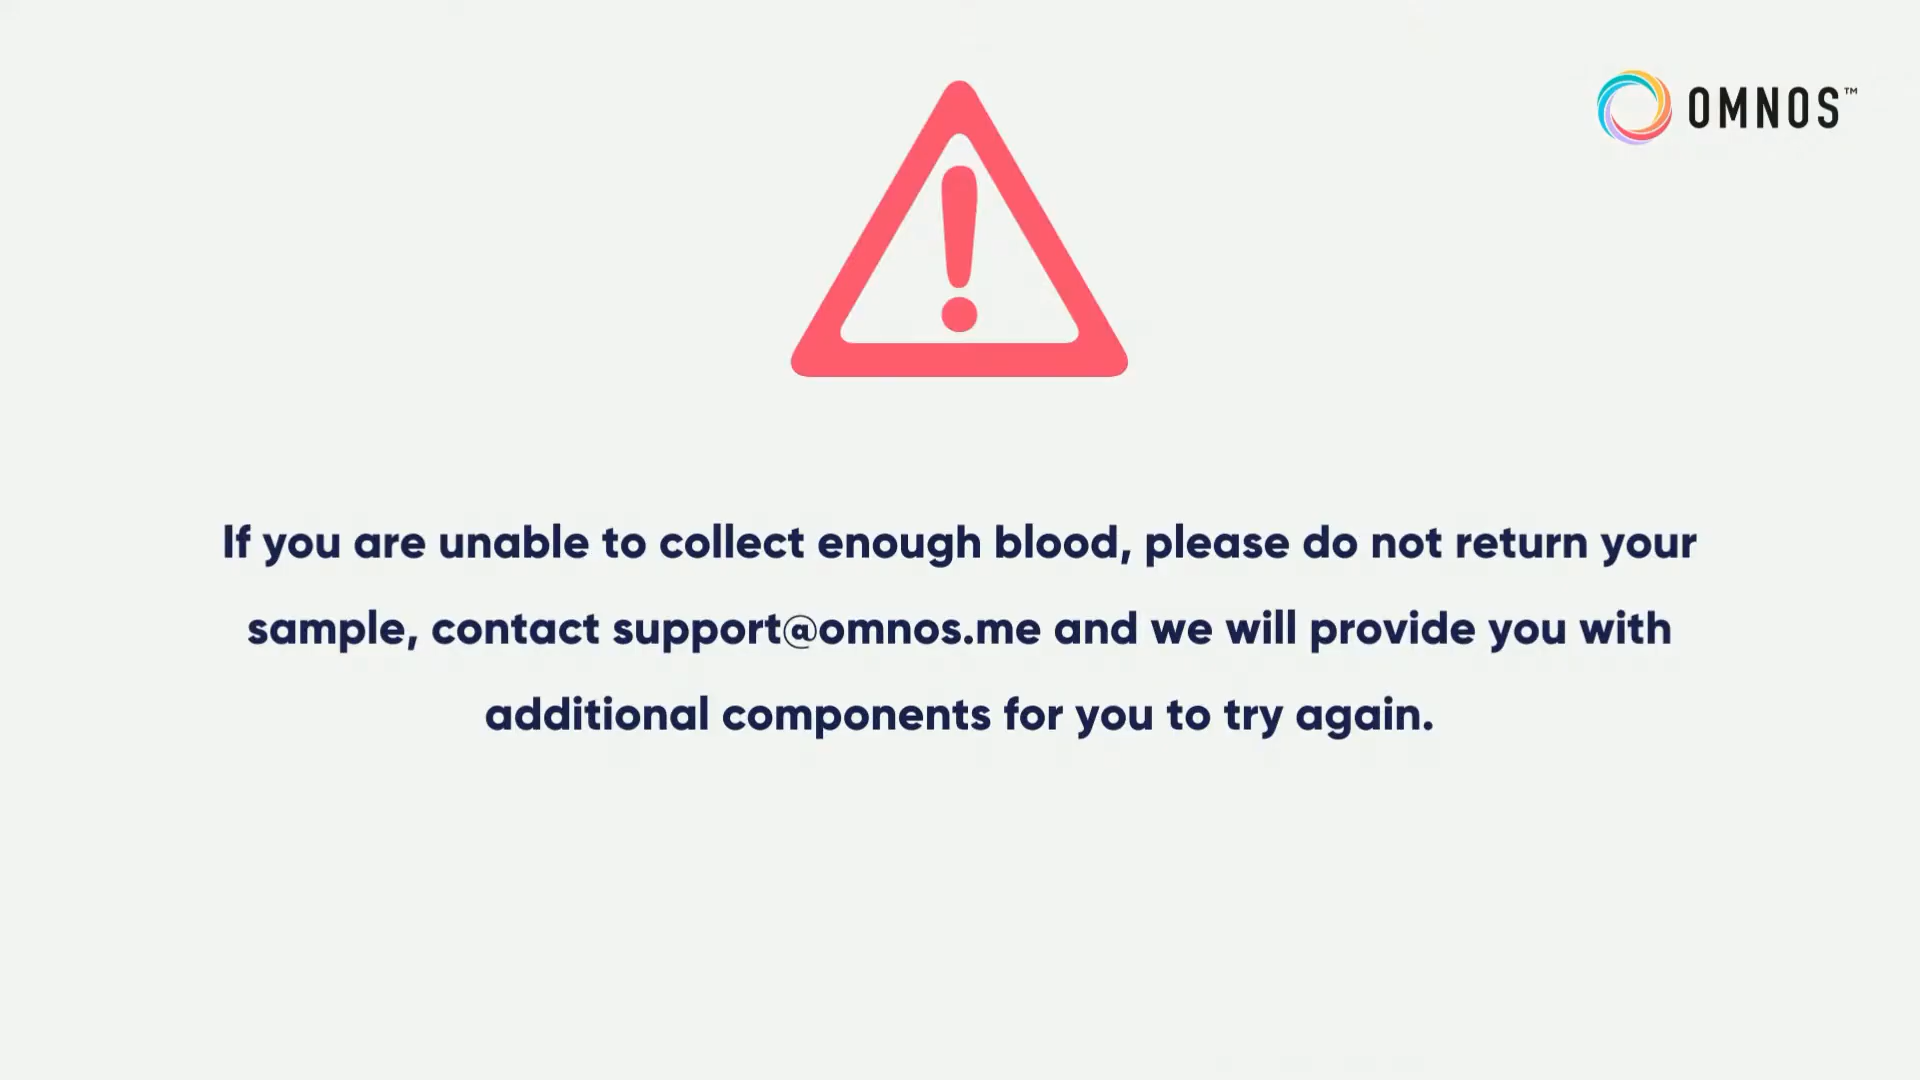 OMNOS™
If you are unable to collect enough blood, please do not return your
sample, contact support@omnos.me and we will provide you with
additional components for you to try again.